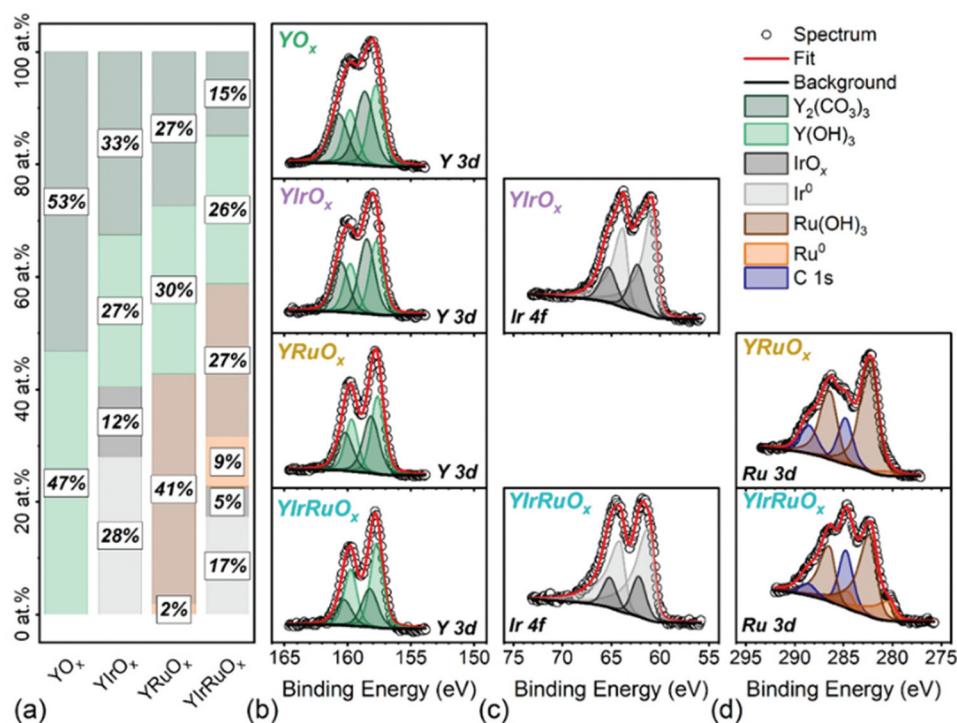 100 at.%
80 at.%
60 at.%
40 at.%
20 at.%
0 at.%
53%
47%
33%
27%
12%
28%
27%
30%
41%
2%
15%
26%
27%
9%
5%
17%
YOₓ
YIrOₓ
YRuOₓ
YIrRuOₓ
(a)
YOₓ
Y 3d
YIrOₓ
Y 3d
YRuOₓ
Y 3d
YIrRuOₓ
Y 3d
165 160 155 150
(b) Binding Energy (eV)
YIrOₓ
Ir 4f
YIrRuOₓ
Ir 4f
75 70 65 60 55
(c) Binding Energy (eV)
Spectrum
Fit
Background
Y₂(CO₃)₃
Y(OH)₃
IrOₓ
Ir⁰
Ru(OH)₃
Ru⁰
C 1s
YRuOₓ
Ru 3d
YIrRuOₓ
Ru 3d
295 290 285 280 275
(d) Binding Energy (eV)